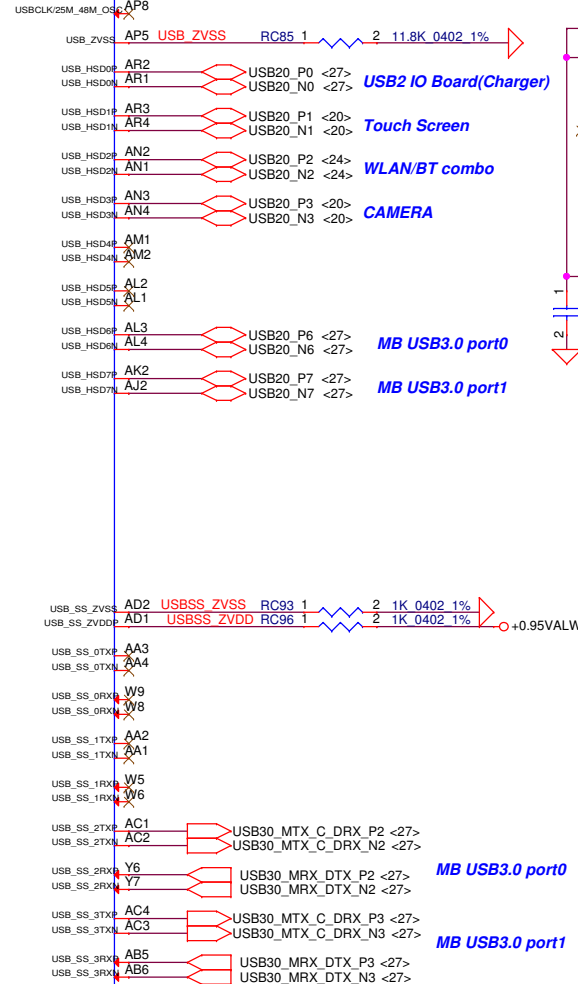 USBCLK/25M_48M_OSC AP8
USB_ZVSS AP5 USB_ZVSS RC85 1 2 11.8K_0402_1%
USB_HSD0P AR2 USB20_P0 <27>
USB_HSD0N AR1 USB20_N0 <27>
USB2 IO Board(Charger)
USB_HSD1P AR3 USB20_P1 <20>
USB_HSD1N AR4 USB20_N1 <20>
Touch Screen
USB_HSD2P AN2 USB20_P2 <24>
USB_HSD2N AN1 USB20_N2 <24>
WLAN/BT combo
USB_HSD3P AN3 USB20_P3 <20>
USB_HSD3N AN4 USB20_N3 <20>
CAMERA
USB_HSD4P AM1
USB_HSD4N AM2
USB_HSD5P AL2
USB_HSD5N AL1
1
2
USB_HSD6P AL3 USB20_P6 <27>
USB_HSD6N AL4 USB20_N6 <27>
MB USB3.0 port0
USB_HSD7P AK2 USB20_P7 <27>
USB_HSD7N AJ2 USB20_N7 <27>
MB USB3.0 port1
USB_SS_ZVSS AD2 USBSS_ZVSS RC93 1 2 1K_0402_1%
USB_SS_ZVDDP AD1 USBSS_ZVDD RC96 1 2 1K_0402_1% +0.95VALW
USB_SS_0TXP AA3
USB_SS_0TXN AA4
USB_SS_0RXP W9
USB_SS_0RXN W8
USB_SS_1TXP AA2
USB_SS_1TXN AA1
USB_SS_1RXP W5
USB_SS_1RXN W6
USB_SS_2TXP AC1 USB30_MTX_C_DRX_P2 <27>
USB_SS_2TXN AC2 USB30_MTX_C_DRX_N2 <27>
USB_SS_2RXP Y6 USB30_MRX_DTX_P2 <27>
USB_SS_2RXN Y7 USB30_MRX_DTX_N2 <27>
MB USB3.0 port0
USB_SS_3TXP AC4 USB30_MTX_C_DRX_P3 <27>
USB_SS_3TXN AC3 USB30_MTX_C_DRX_N3 <27>
USB_SS_3RXP AB5 USB30_MRX_DTX_P3 <27>
USB_SS_3RXN AB6 USB30_MRX_DTX_N3 <27>
MB USB3.0 port1